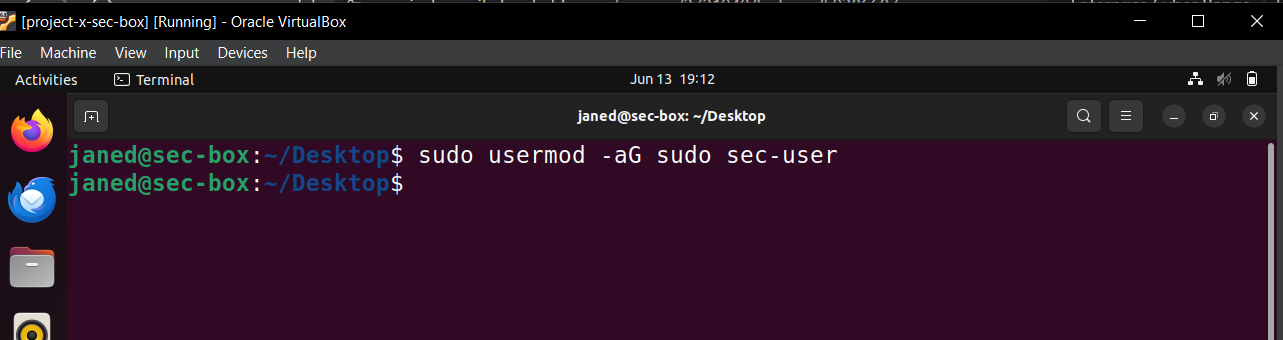 [project-x-sec-box] [Running] - Oracle VirtualBox
File Machine View Input Devices Help
Activities Terminal Jun 13 19:12
janed@sec-box: ~/Desktop
janed@sec-box:~/Desktop$ sudo usermod -aG sudo sec-user
janed@sec-box:~/Desktop$